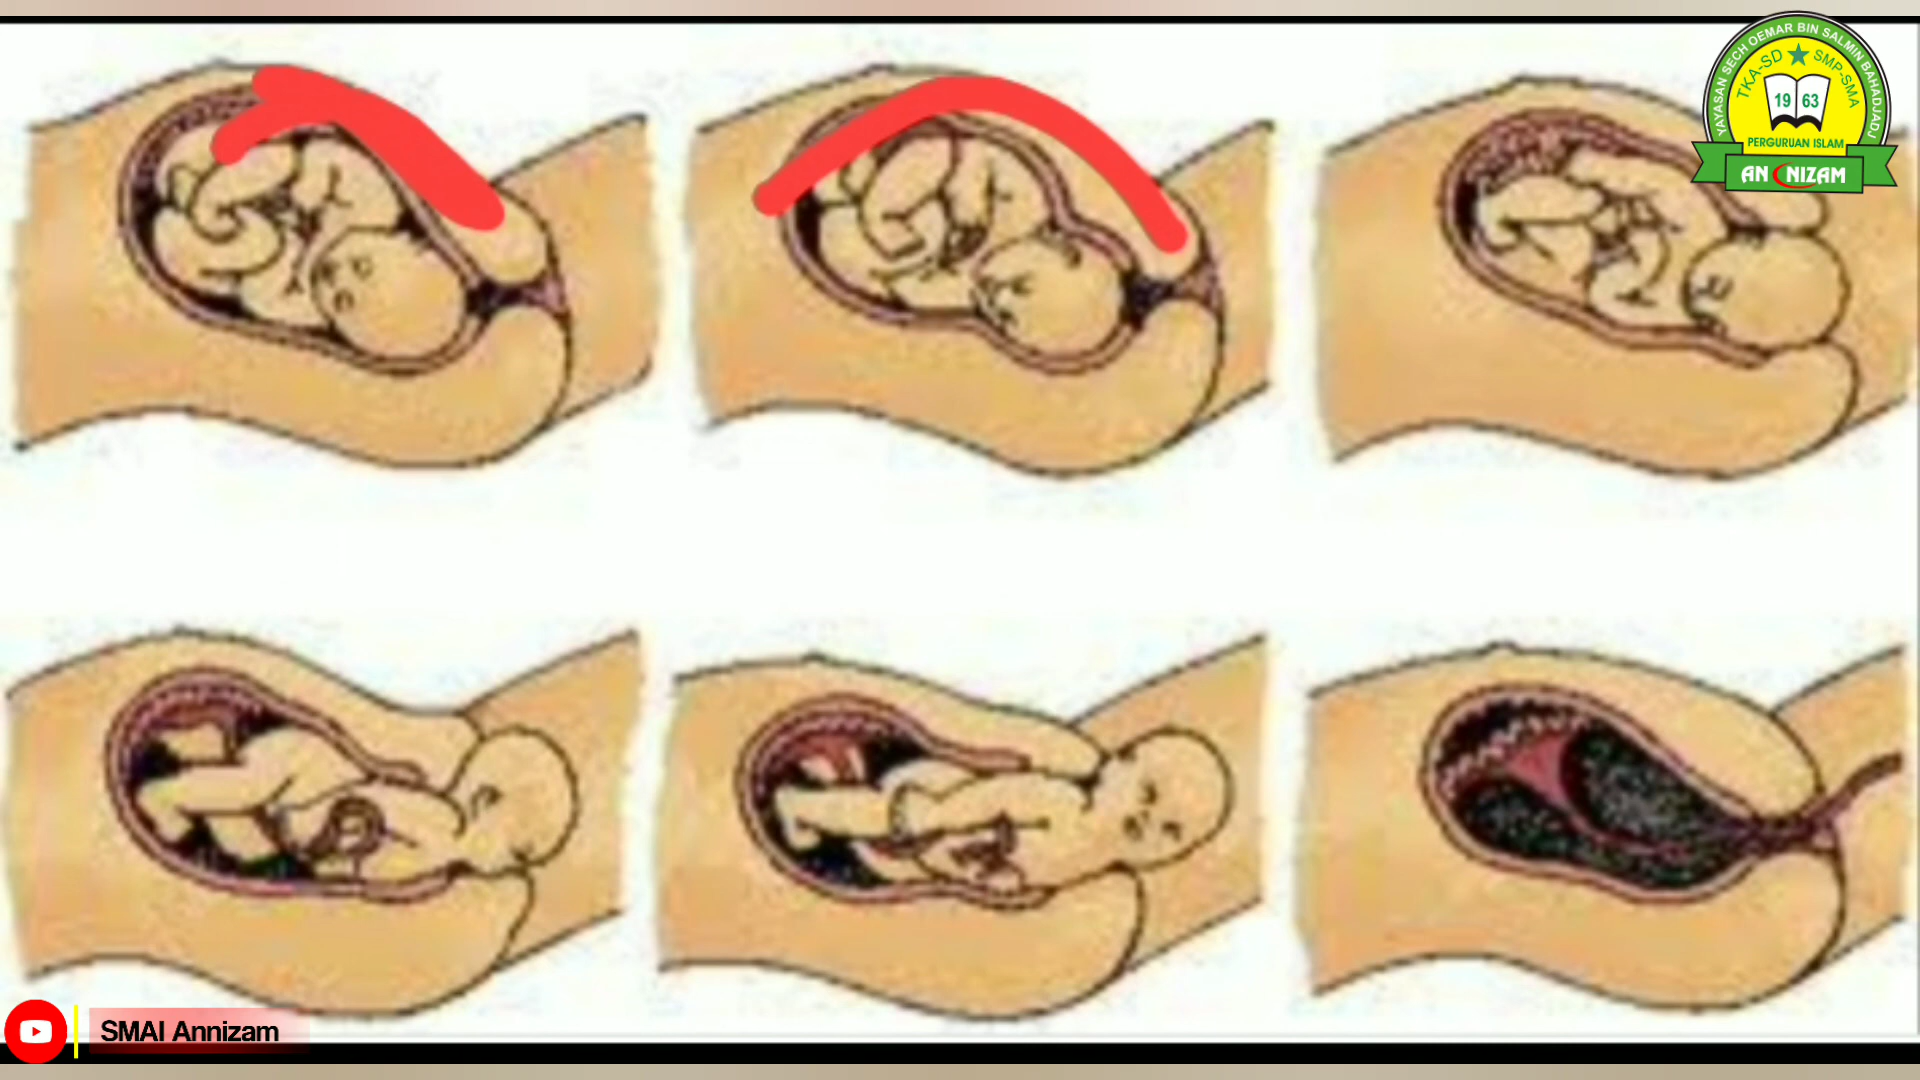 YAYASAN SECH OEMAR BIN SALMIN BAHADJADJ
TKA-SD SMP-SMA
19 63
PERGURUAN ISLAM
AN NIZAM
SMAI Annizam